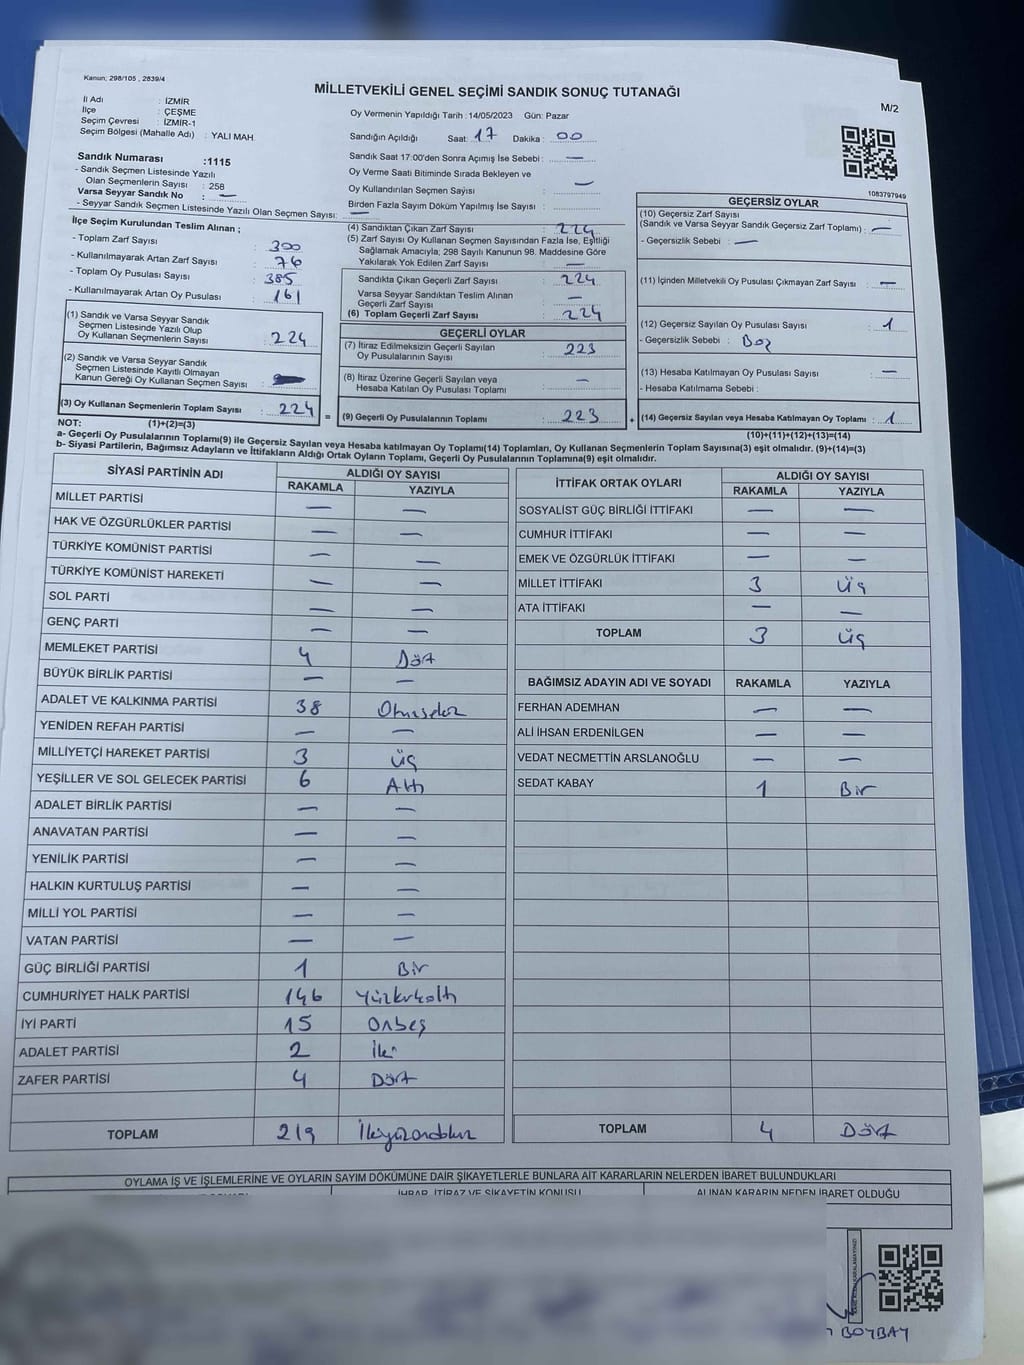 Kanun; 298/105 , 2839/4
MİLLETVEKİLİ GENEL SEÇİMİ SANDIK SONUÇ TUTANAĞI
M/2
İl Adı : İZMİR
İlçe : ÇEŞME
Seçim Çevresi : İZMİR-1
Seçim Bölgesi (Mahalle Adı) : YALI MAH.
Sandık Numarası :1115
- Sandık Seçmen Listesinde Yazılı
Olan Seçmenlerin Sayısı : 258
Varsa Seyyar Sandık No : —
- Seyyar Sandık Seçmen Listesinde Yazılı Olan Seçmen Sayısı: —
Oy Vermenin Yapıldığı Tarih : 14/05/2023 Gün: Pazar
Sandığın Açıldığı Saat: 17 Dakika : 00
Sandık Saat 17:00'den Sonra Açımış İse Sebebi : —
Oy Verme Saati Bitiminde Sırada Bekleyen ve
Oy Kullandırılan Seçmen Sayısı : —
Birden Fazla Sayım Döküm Yapılmış İse Sayısı :
1083797949
İlçe Seçim Kurulundan Teslim Alınan ;
- Toplam Zarf Sayısı : 300
- Kullanılmayarak Artan Zarf Sayısı : 76
- Toplam Oy Pusulası Sayısı : 385
- Kullanılmayarak Artan Oy Pusulası : 161
(1) Sandık ve Varsa Seyyar Sandık
Seçmen Listesinde Yazılı Olup
Oy Kullanan Seçmenlerin Sayısı : 224
(2) Sandık ve Varsa Seyyar Sandık
Seçmen Listesinde Kayıtlı Olmayan
Kanun Gereği Oy Kullanan Seçmen Sayısı :
(3) Oy Kullanan Seçmenlerin Toplam Sayısı : 224 =
(4) Sandıktan Çıkan Zarf Sayısı : 224
(5) Zarf Sayısı Oy Kullanan Seçmen Sayısından Fazla İse, Eşitliği
Sağlamak Amacıyla; 298 Sayılı Kanunun 98. Maddesine Göre
Yakılarak Yok Edilen Zarf Sayısı : —
Sandıkta Çıkan Geçerli Zarf Sayısı : 224
Varsa Seyyar Sandıktan Teslim Alınan
Geçerli Zarf Sayısı : —
(6) Toplam Geçerli Zarf Sayısı : 224
GEÇERLİ OYLAR
(7) İtiraz Edilmeksizin Geçerli Sayılan
Oy Pusulalarının Sayısı : 223
(8) İtiraz Üzerine Geçerli Sayılan veya
Hesaba Katılan Oy Pusulası Toplamı : —
(9) Geçerli Oy Pusulalarının Toplamı : 223 +
GEÇERSİZ OYLAR
(10) Geçersiz Zarf Sayısı
(Sandık ve Varsa Seyyar Sandık Geçersiz Zarf Toplamı) : —
- Geçersizlik Sebebi : —
(11) İçinden Milletvekili Oy Pusulası Çıkmayan Zarf Sayısı : —
(12) Geçersiz Sayılan Oy Pusulası Sayısı : 1
- Geçersizlik Sebebi : Boş
(13) Hesaba Katılmayan Oy Pusulası Sayısı : —
- Hesaba Katılmama Sebebi :
(14) Geçersiz Sayılan veya Hesaba Katılmayan Oy Toplamı : 1
NOT: (1)+(2)=(3)
(10)+(11)+(12)+(13)=(14)
a- Geçerli Oy Pusulalarının Toplamı(9) ile Geçersiz Sayılan veya Hesaba katılmayan Oy Toplamı(14) Toplamları, Oy Kullanan Seçmenlerin Toplam Sayısına(3) eşit olmalıdır. (9)+(14)=(3)
b- Siyasi Partilerin, Bağımsız Adayların ve İttifakların Aldığı Ortak Oyların Toplamı, Geçerli Oy Pusulalarının Toplamına(9) eşit olmalıdır.
SİYASİ PARTİNİN ADI ALDIĞI OY SAYISI
RAKAMLA YAZIYLA
MİLLET PARTİSİ — —
HAK VE ÖZGÜRLÜKLER PARTİSİ — —
TÜRKİYE KOMÜNİST PARTİSİ — —
TÜRKİYE KOMÜNİST HAREKETİ — —
SOL PARTİ — —
GENÇ PARTİ — —
MEMLEKET PARTİSİ 4 Dört
BÜYÜK BİRLİK PARTİSİ — —
ADALET VE KALKINMA PARTİSİ 38 Otuzsekiz
YENİDEN REFAH PARTİSİ — —
MİLLİYETÇİ HAREKET PARTİSİ 3 üç
YEŞİLLER VE SOL GELECEK PARTİSİ 6 Altı
ADALET BİRLİK PARTİSİ — —
ANAVATAN PARTİSİ — —
YENİLİK PARTİSİ — —
HALKIN KURTULUŞ PARTİSİ — —
MİLLİ YOL PARTİSİ — —
VATAN PARTİSİ — —
GÜÇ BİRLİĞİ PARTİSİ 1 Bir
CUMHURİYET HALK PARTİSİ 146 Yüzkırkaltı
İYİ PARTİ 15 Onbeş
ADALET PARTİSİ 2 İki
ZAFER PARTİSİ 4 Dört
TOPLAM 219 İkiyüzondokuz
İTTİFAK ORTAK OYLARI ALDIĞI OY SAYISI
RAKAMLA YAZIYLA
SOSYALİST GÜÇ BİRLİĞİ İTTİFAKI — —
CUMHUR İTTİFAKI — —
EMEK VE ÖZGÜRLÜK İTTİFAKI — —
MİLLET İTTİFAKI 3 üç
ATA İTTİFAKI — —
TOPLAM 3 üç
BAĞIMSIZ ADAYIN ADI VE SOYADI RAKAMLA YAZIYLA
FERHAN ADEMHAN — —
ALİ İHSAN ERDENİLGEN — —
VEDAT NECMETTİN ARSLANOĞLU — —
SEDAT KABAY 1 Bir
TOPLAM 4 Dört
OYLAMA İŞ VE İŞLEMLERİNE VE OYLARIN SAYIM DÖKÜMÜNE DAİR ŞİKAYETLERLE BUNLARA AİT KARARLARIN NELERDEN İBARET BULUNDUKLARI
İHBAR, İTİRAZ VE ŞİKAYETİN KONUSU ALINAN KARARIN NEDEN İBARET OLDUĞU
BOYBAY